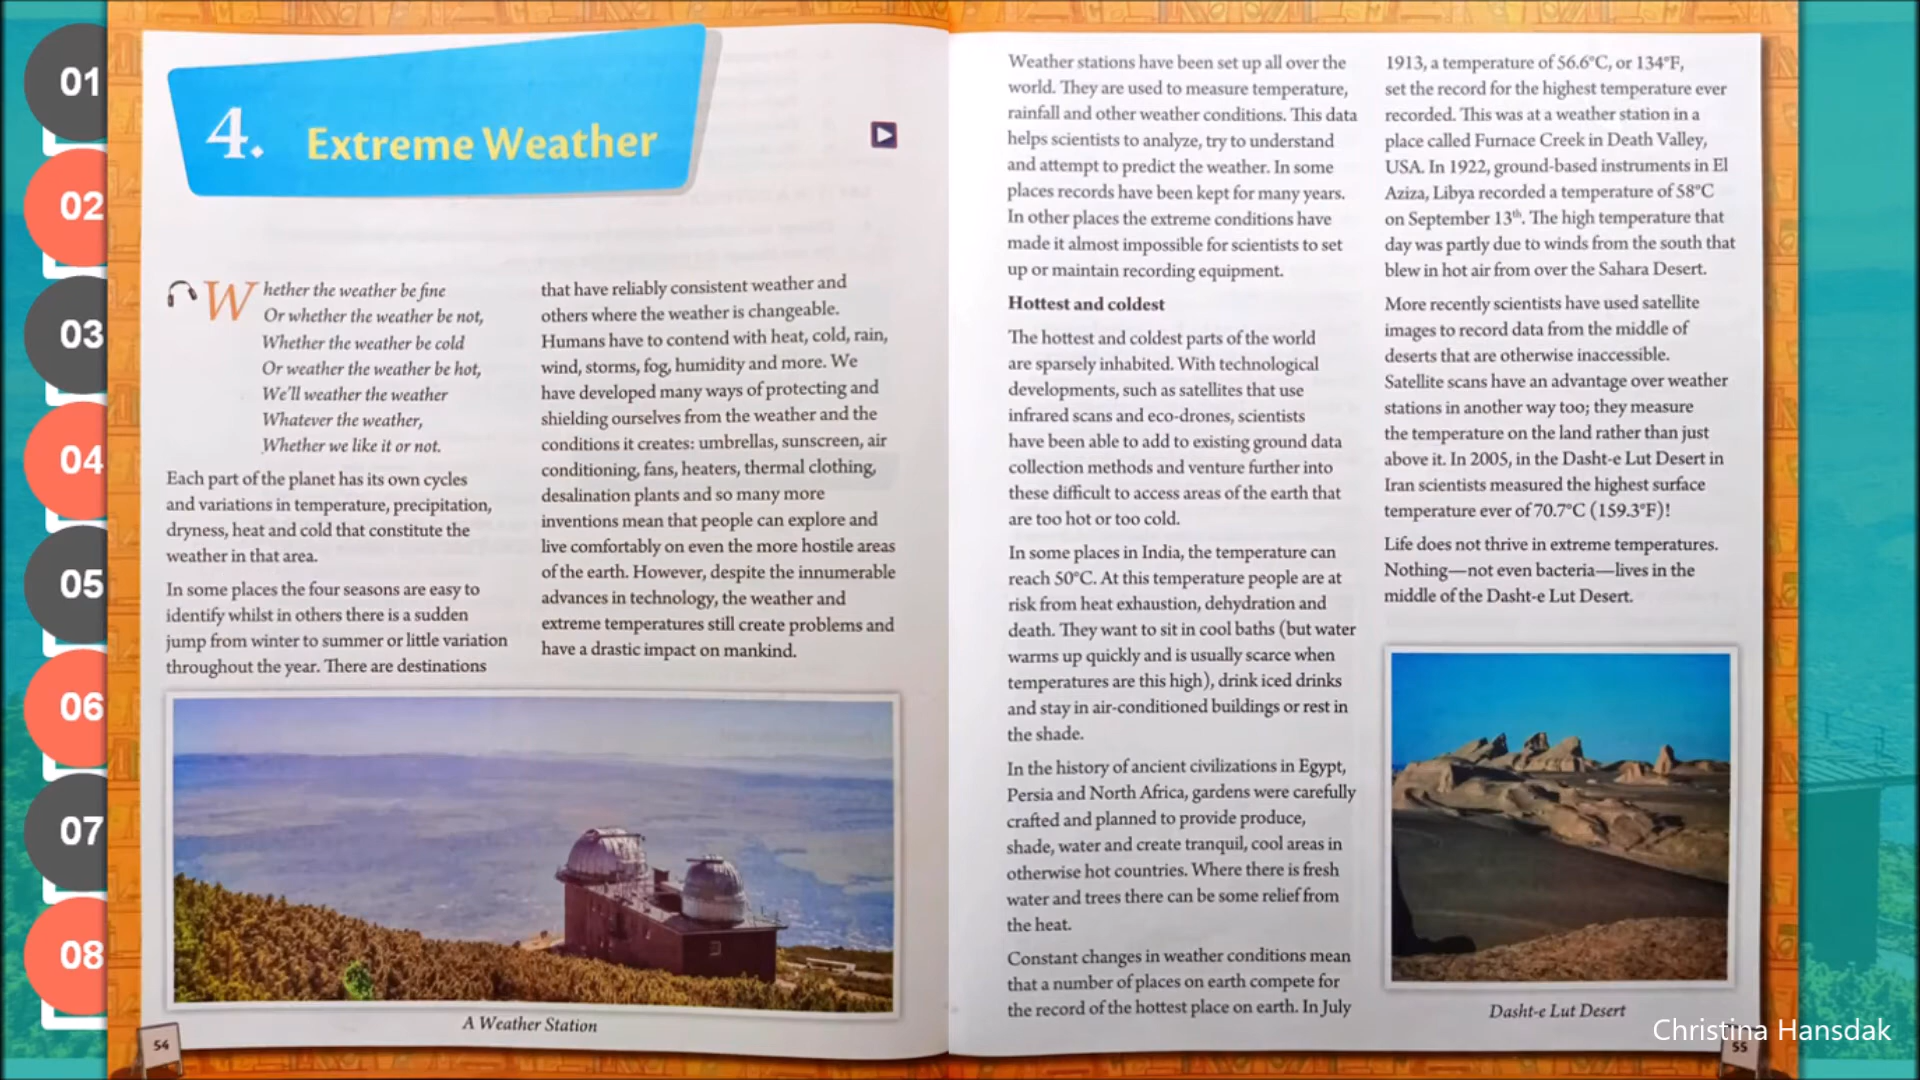 01
02
03
04
05
06
07
08
4. Extreme Weather
Whether the weather be fine
Or whether the weather be not,
Whether the weather be cold
Or weather the weather be hot,
We'll weather the weather
Whatever the weather,
Whether we like it or not.
Each part of the planet has its own cycles
and variations in temperature, precipitation,
dryness, heat and cold that constitute the
weather in that area.
In some places the four seasons are easy to
identify whilst in others there is a sudden
jump from winter to summer or little variation
throughout the year. There are destinations
that have reliably consistent weather and
others where the weather is changeable.
Humans have to contend with heat, cold, rain,
wind, storms, fog, humidity and more. We
have developed many ways of protecting and
shielding ourselves from the weather and the
conditions it creates: umbrellas, sunscreen, air
conditioning, fans, heaters, thermal clothing,
desalination plants and so many more
inventions mean that people can explore and
live comfortably on even the more hostile areas
of the earth. However, despite the innumerable
advances in technology, the weather and
extreme temperatures still create problems and
have a drastic impact on mankind.
A Weather Station
54
Weather stations have been set up all over the
world. They are used to measure temperature,
rainfall and other weather conditions. This data
helps scientists to analyze, try to understand
and attempt to predict the weather. In some
places records have been kept for many years.
In other places the extreme conditions have
made it almost impossible for scientists to set
up or maintain recording equipment.
Hottest and coldest
The hottest and coldest parts of the world
are sparsely inhabited. With technological
developments, such as satellites that use
infrared scans and eco-drones, scientists
have been able to add to existing ground data
collection methods and venture further into
these difficult to access areas of the earth that
are too hot or too cold.
In some places in India, the temperature can
reach 50°C. At this temperature people are at
risk from heat exhaustion, dehydration and
death. They want to sit in cool baths (but water
warms up quickly and is usually scarce when
temperatures are this high), drink iced drinks
and stay in air-conditioned buildings or rest in
the shade.
In the history of ancient civilizations in Egypt,
Persia and North Africa, gardens were carefully
crafted and planned to provide produce,
shade, water and create tranquil, cool areas in
otherwise hot countries. Where there is fresh
water and trees there can be some relief from
the heat.
Constant changes in weather conditions mean
that a number of places on earth compete for
the record of the hottest place on earth. In July
1913, a temperature of 56.6°C, or 134°F,
set the record for the highest temperature ever
recorded. This was at a weather station in a
place called Furnace Creek in Death Valley,
USA. In 1922, ground-based instruments in El
Aziza, Libya recorded a temperature of 58°C
on September 13th. The high temperature that
day was partly due to winds from the south that
blew in hot air from over the Sahara Desert.
More recently scientists have used satellite
images to record data from the middle of
deserts that are otherwise inaccessible.
Satellite scans have an advantage over weather
stations in another way too; they measure
the temperature on the land rather than just
above it. In 2005, in the Dasht-e Lut Desert in
Iran scientists measured the highest surface
temperature ever of 70.7°C (159.3°F)!
Life does not thrive in extreme temperatures.
Nothing—not even bacteria—lives in the
middle of the Dasht-e Lut Desert.
Dasht-e Lut Desert
Christina Hansdak
55